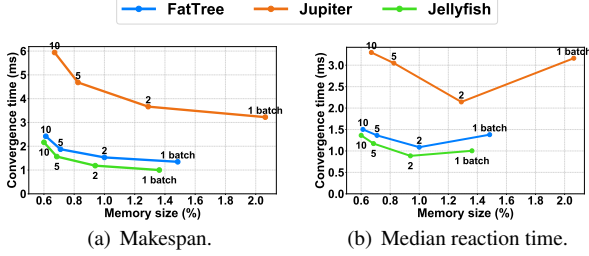 FatTree Jupiter Jellyfish
Convergence time (ms)
6
5
4
3
2
1
0
10
5
2
1 batch
10
5
2
1 batch
10
5
2
1 batch
0.6 0.8 1.0 1.2 1.4 1.6 1.8 2.0
Memory size (%)
(a) Makespan.
Convergence time (ms)
3.0
2.5
2.0
1.5
1.0
0.5
0.0
10
5
2
1 batch
10
5
2
1 batch
10
5
2
1 batch
0.6 0.8 1.0 1.2 1.4 1.6 1.8 2.0
Memory size (%)
(b) Median reaction time.